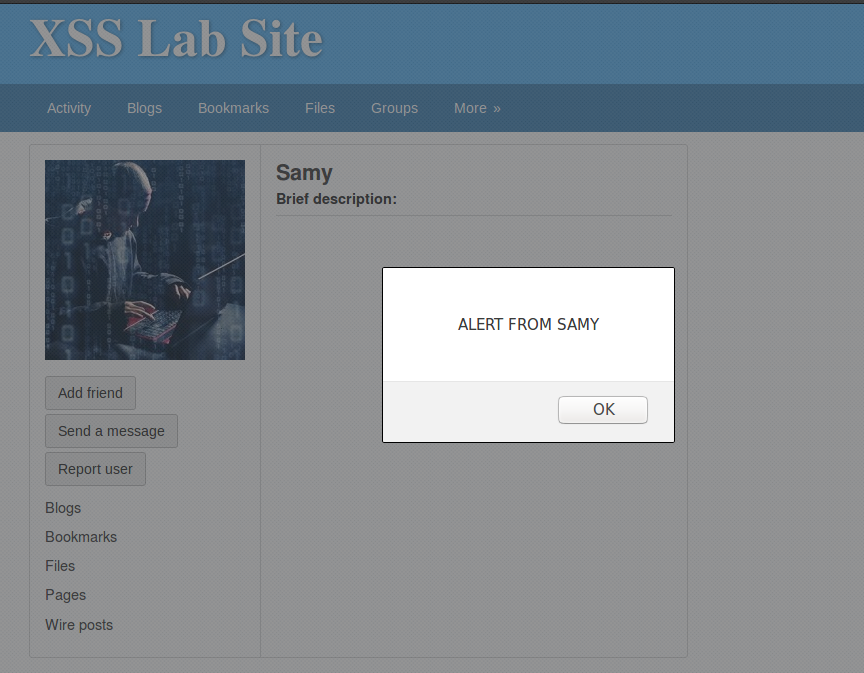 XSS Lab Site
Activity Blogs Bookmarks Files Groups More »
Samy
Brief description:
ALERT FROM SAMY
OK
Add friend
Send a message
Report user
Blogs
Bookmarks
Files
Pages
Wire posts